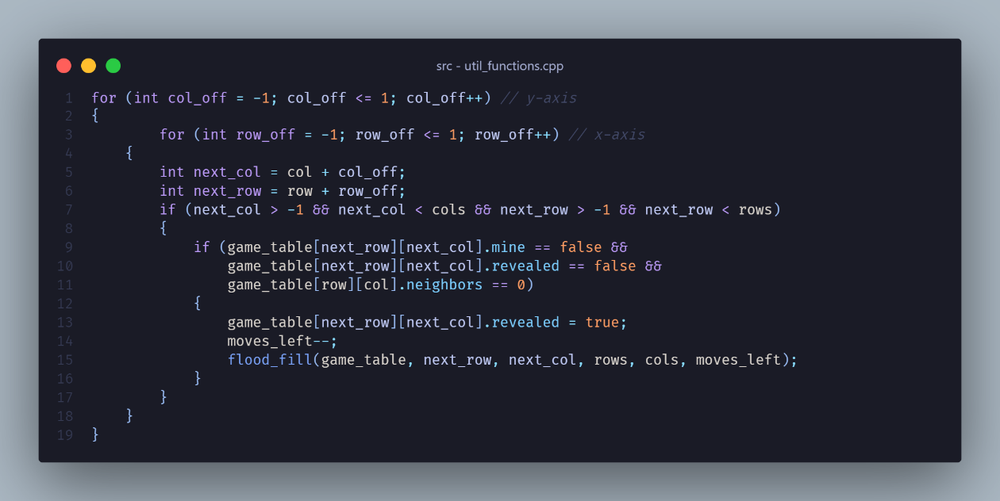 src - util_functions.cpp
1 for (int col_off = -1; col_off <= 1; col_off++) // y-axis
2 {
3         for (int row_off = -1; row_off <= 1; row_off++) // x-axis
4     {
5         int next_col = col + col_off;
6         int next_row = row + row_off;
7         if (next_col > -1 && next_col < cols && next_row > -1 && next_row < rows)
8         {
9             if (game_table[next_row][next_col].mine == false &&
10                 game_table[next_row][next_col].revealed == false &&
11                 game_table[row][col].neighbors == 0)
12             {
13                 game_table[next_row][next_col].revealed = true;
14                 moves_left--;
15                 flood_fill(game_table, next_row, next_col, rows, cols, moves_left);
16             }
17         }
18     }
19 }